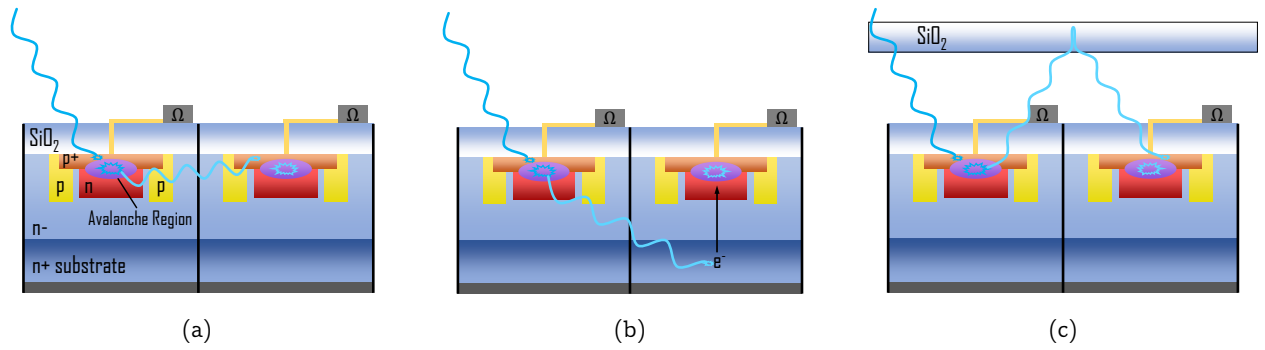 Ω Ω
SiO₂
p+
p n p
Avalanche Region
n-
n+ substrate
(a)
Ω Ω
e⁻
(b)
SiO₂
Ω Ω
(c)